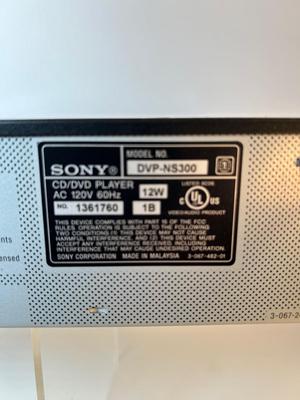 MODEL NO.
SONY® DVP-NS300
CD/DVD PLAYER
AC 120V 60Hz 12W
NO. 1361760 1B
LISTED
C UL US
VIDEO/AUDIO PRODUCT
THIS DEVICE COMPLIES WITH PART 15 OF THE FCC
RULES OPERATION IS SUBJECT TO THE FOLLOWING
TWO CONDITIONS (1) THIS DEVICE MAY NOT CAUSE
HARMFUL INTERFERENCE, AND (2) THIS DEVICE MUST
ACCEPT ANY INTERFERENCE RECEIVED, INCLUDING
INTERFERENCE THAT MAY CAUSE UNDESIRED OPERATION.
SONY CORPORATION MADE IN MALAYSIA 3-067-482-01
nts
ensed
3-067-2